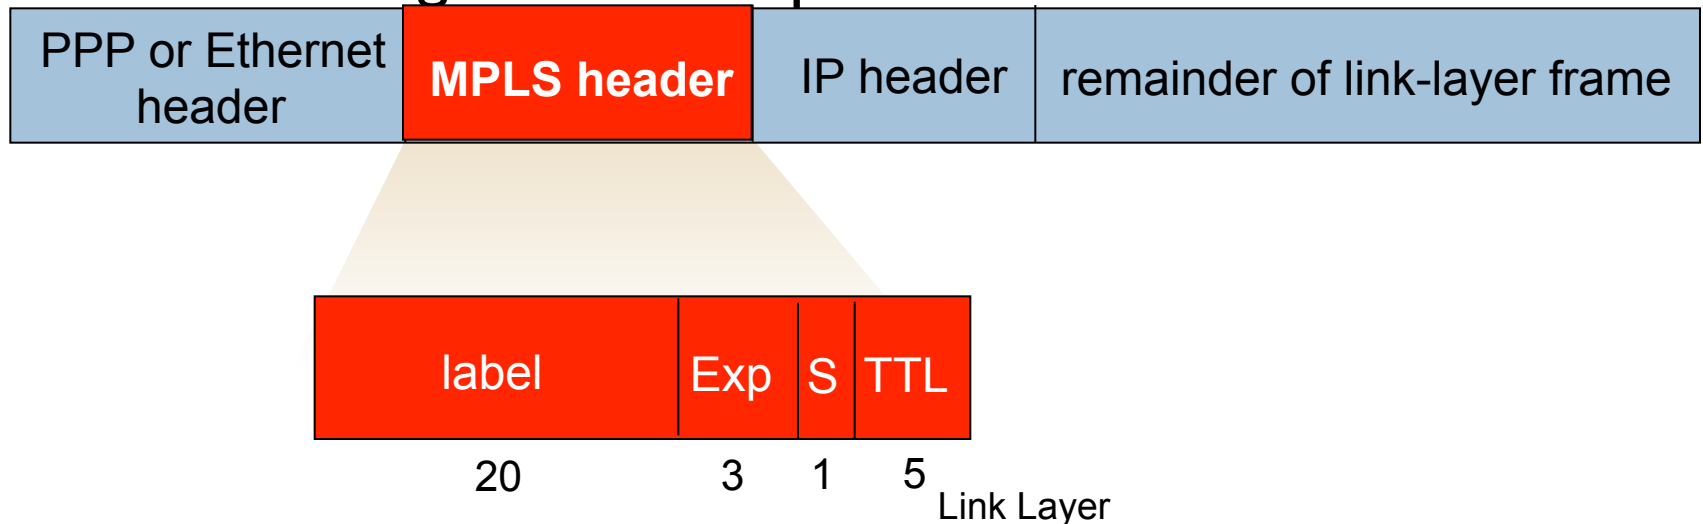 PPP or Ethernet header
MPLS header
IP header
remainder of link-layer frame
label
Exp
S
TTL
20
3
1
5
Link Layer